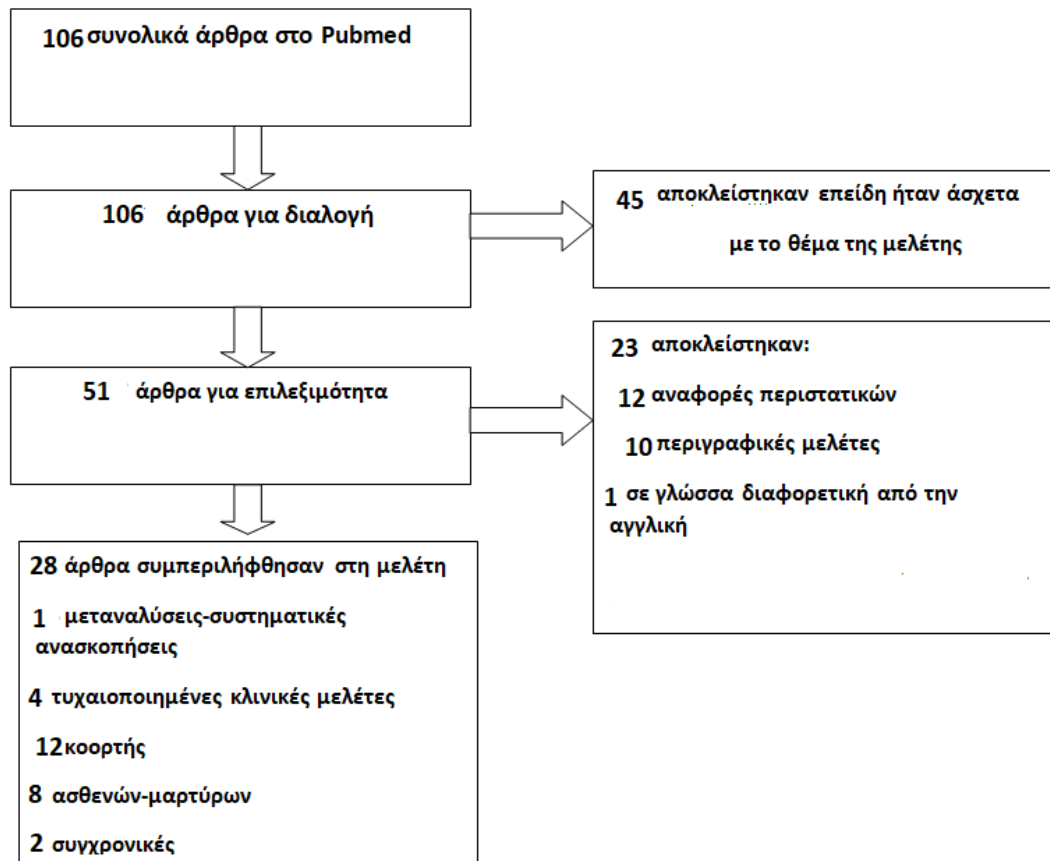 106 συνολικά άρθρα στο Pubmed
106 άρθρα για διαλογή
45 αποκλείστηκαν επείδη ήταν άσχετα
με το θέμα της μελέτης
51 άρθρα για επιλεξιμότητα
23 αποκλείστηκαν:
12 αναφορές περιστατικών
10 περιγραφικές μελέτες
1 σε γλώσσα διαφορετική από την
αγγλική
28 άρθρα συμπεριλήφθησαν στη μελέτη
1 μεταναλύσεις-συστηματικές
ανασκοπήσεις
4 τυχαιοποιημένες κλινικές μελέτες
12 κοορτής
8 ασθενών-μαρτύρων
2 συγχρονικές